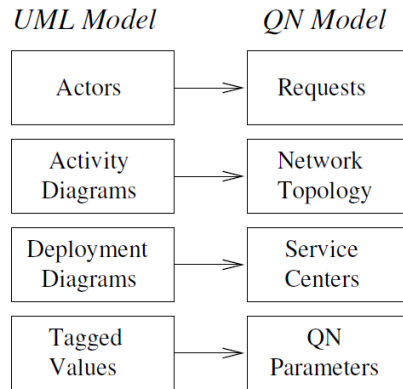 UML Model QN Model
Actors Requests
Activity Network
Diagrams Topology
Deployment Service
Diagrams Centers
Tagged QN
Values Parameters